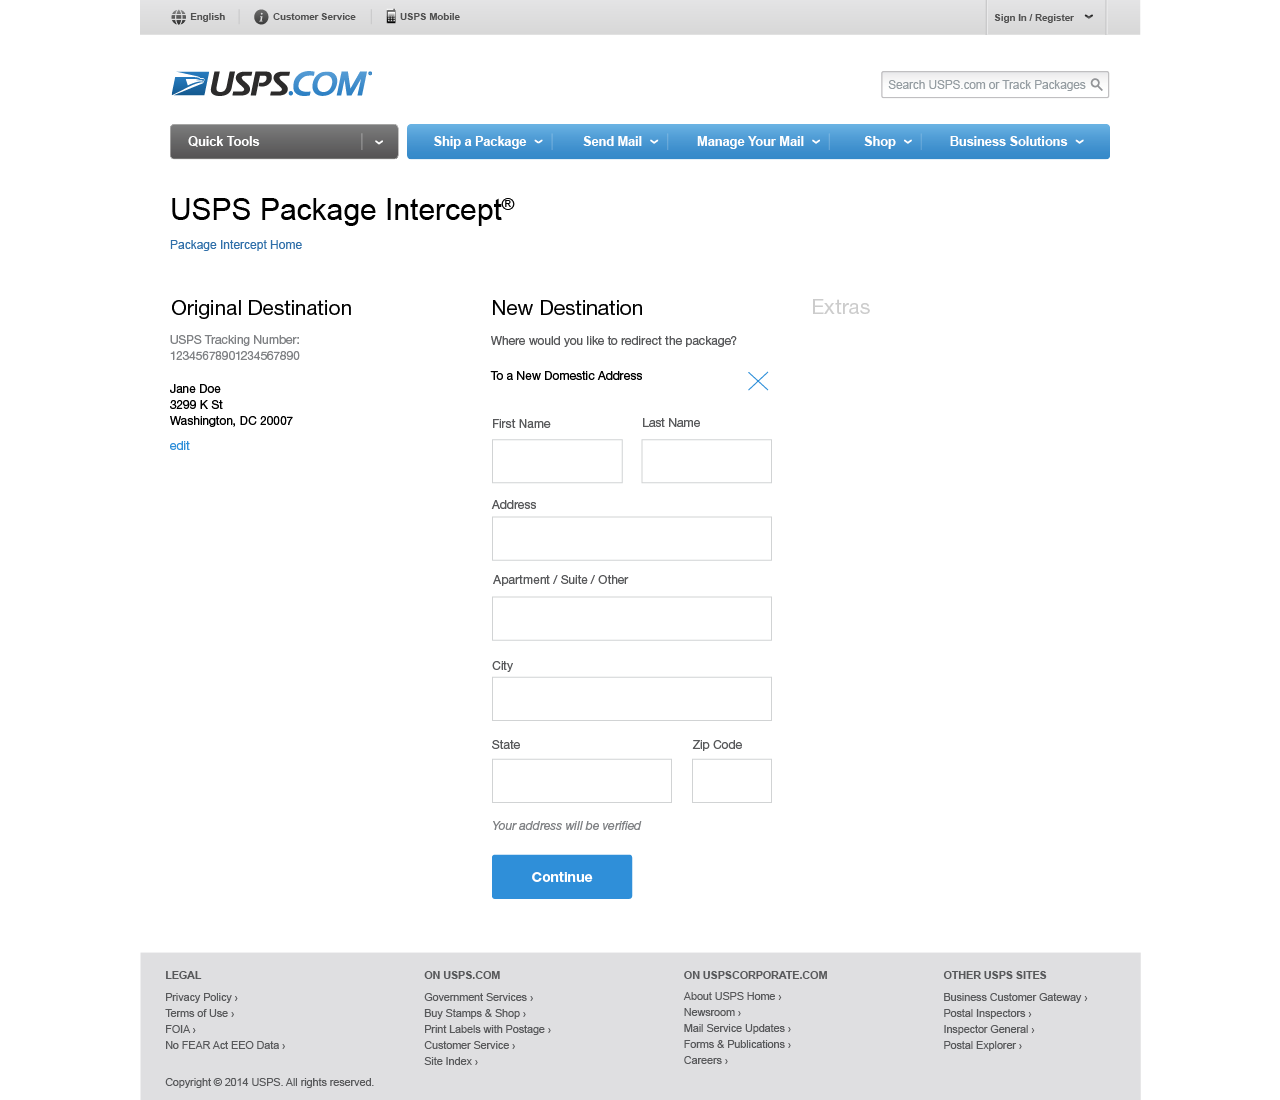 English
Customer Service
USPS Mobile
Sign In / Register
USPS.COM
Search USPS.com or Track Packages
Quick Tools
Ship a Package
Send Mail
Manage Your Mail
Shop
Business Solutions
USPS Package Intercept®
Package Intercept Home
Original Destination
USPS Tracking Number:
12345678901234567890
Jane Doe
3299 K St
Washington, DC 20007
edit
New Destination
Where would you like to redirect the package?
To a New Domestic Address
First Name
Last Name
Address
Apartment / Suite / Other
City
State
Zip Code
Your address will be verified
Continue
Extras
LEGAL
Privacy Policy ›
Terms of Use ›
FOIA ›
No FEAR Act EEO Data ›
ON USPS.COM
Government Services ›
Buy Stamps & Shop ›
Print Labels with Postage ›
Customer Service ›
Site Index ›
ON USPSCORPORATE.COM
About USPS Home ›
Newsroom ›
Mail Service Updates ›
Forms & Publications ›
Careers ›
OTHER USPS SITES
Business Customer Gateway ›
Postal Inspectors ›
Inspector General ›
Postal Explorer ›
Copyright © 2014 USPS. All rights reserved.